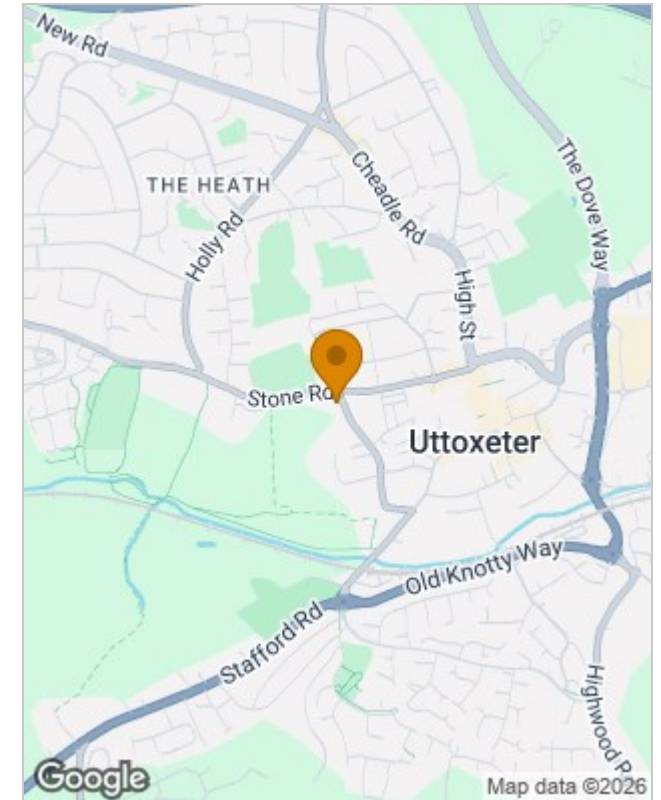 New Rd
THE HEATH
Cheadle Rd
The Dove Way
Holly Rd
High St
Stone Rd
Uttoxeter
Old Knotty Way
Stafford Rd
Highwood R
Google
Map data ©2026